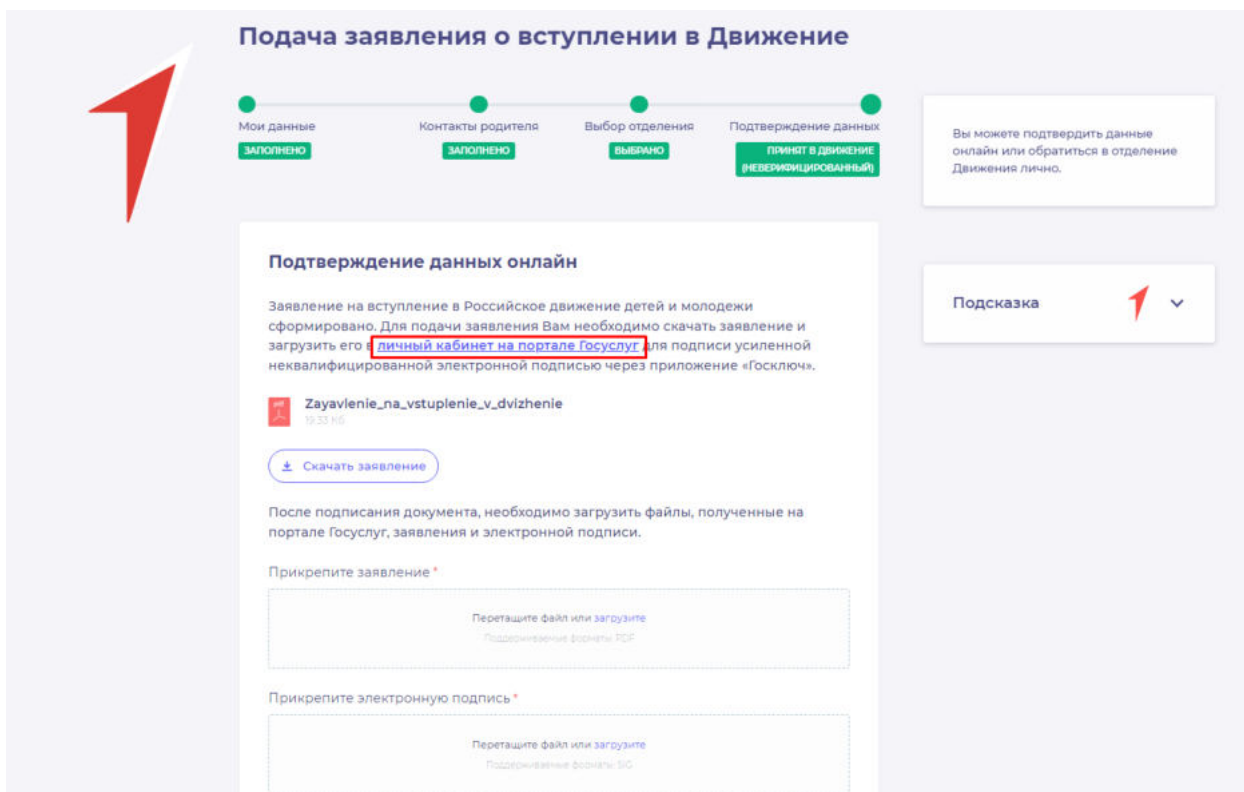 Подача заявления о вступлении в Движение
Мои данные
ЗАПОЛНЕНО
Контакты родителя
ЗАПОЛНЕНО
Выбор отделения
ВЫБРАНО
Подтверждение данных
ПРИНЯТ В ДВИЖЕНИЕ
(НЕВЕРИФИЦИРОВАННЫЙ)
Вы можете подтвердить данные
онлайн или обратиться в отделение
Движения лично.
Подсказка
Подтверждение данных онлайн
Заявление на вступление в Российское движение детей и молодежи
сформировано. Для подачи заявления Вам необходимо скачать заявление и
загрузить его в личный кабинет на портале Госуслуг для подписи усиленной
неквалифицированной электронной подписью через приложение «Госключ».
pdf
Zayavlenie_na_vstuplenie_v_dvizhenie
19.33 Кб
Скачать заявление
После подписания документа, необходимо загрузить файлы, полученные на
портале Госуслуг, заявления и электронной подписи.
Прикрепите заявление *
Перетащите файл или загрузите
Поддерживаемые форматы: PDF
Прикрепите электронную подпись *
Перетащите файл или загрузите
Поддерживаемые форматы: SIG